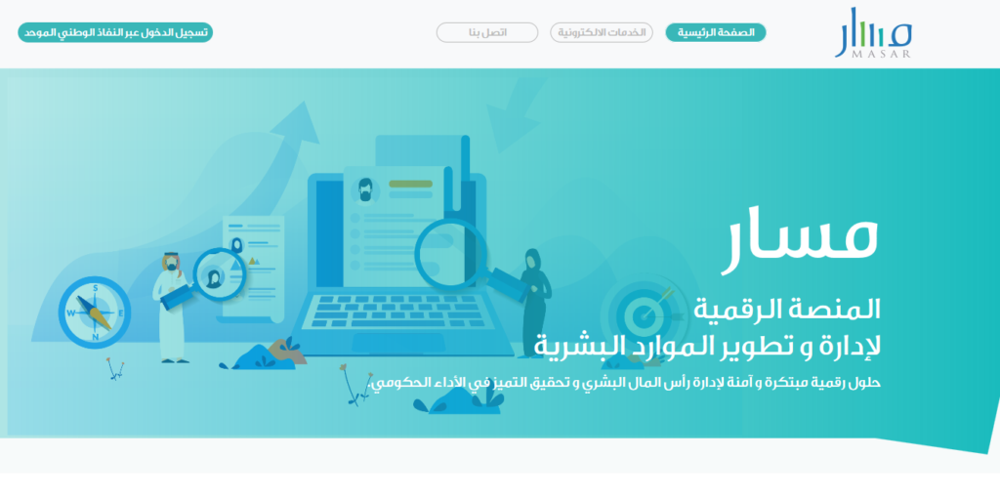 مسار
MASAR
الصفحة الرئيسية
الخدمات الالكترونية
اتصل بنا
تسجيل الدخول عبر النفاذ الوطني الموحد
مسار
المنصة الرقمية
لإدارة و تطوير الموارد البشرية
حلول رقمية مبتكرة و آمنة لإدارة رأس المال البشري و تحقيق التميز في الأداء الحكومي.
S
W E
N